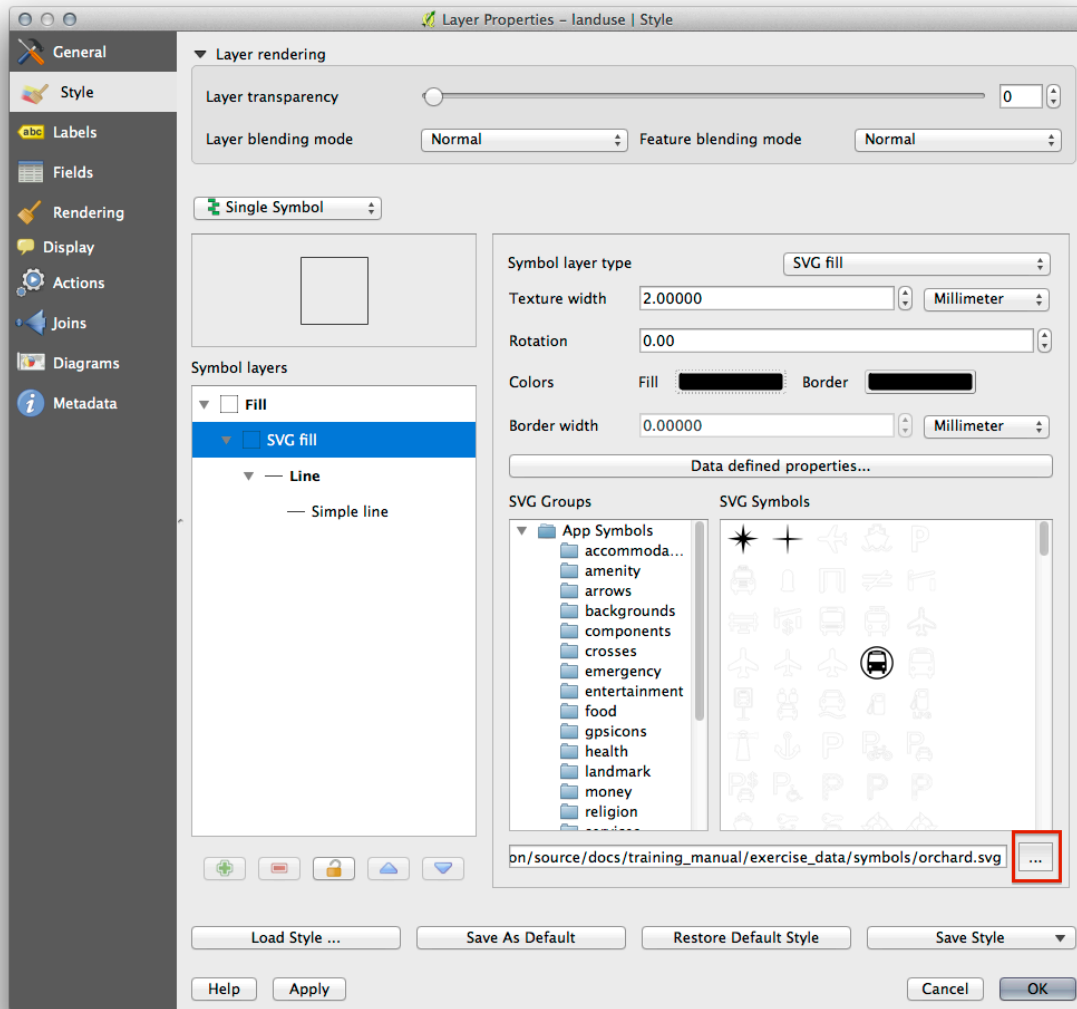 Layer Properties – landuse | Style
General
Style
abc Labels
Fields
Rendering
Display
Actions
Joins
Diagrams
i Metadata
Layer rendering
Layer transparency 0
Layer blending mode Normal Feature blending mode Normal
Single Symbol
Symbol layers
Fill
SVG fill
Line
Simple line
Symbol layer type SVG fill
Texture width 2.00000 Millimeter
Rotation 0.00
Colors Fill Border
Border width 0.00000 Millimeter
Data defined properties...
SVG Groups SVG Symbols
App Symbols
accommoda...
amenity
arrows
backgrounds
components
crosses
emergency
entertainment
food
gpsicons
health
landmark
money
religion
on/source/docs/training_manual/exercise_data/symbols/orchard.svg ...
Load Style ... Save As Default Restore Default Style Save Style
Help Apply Cancel OK